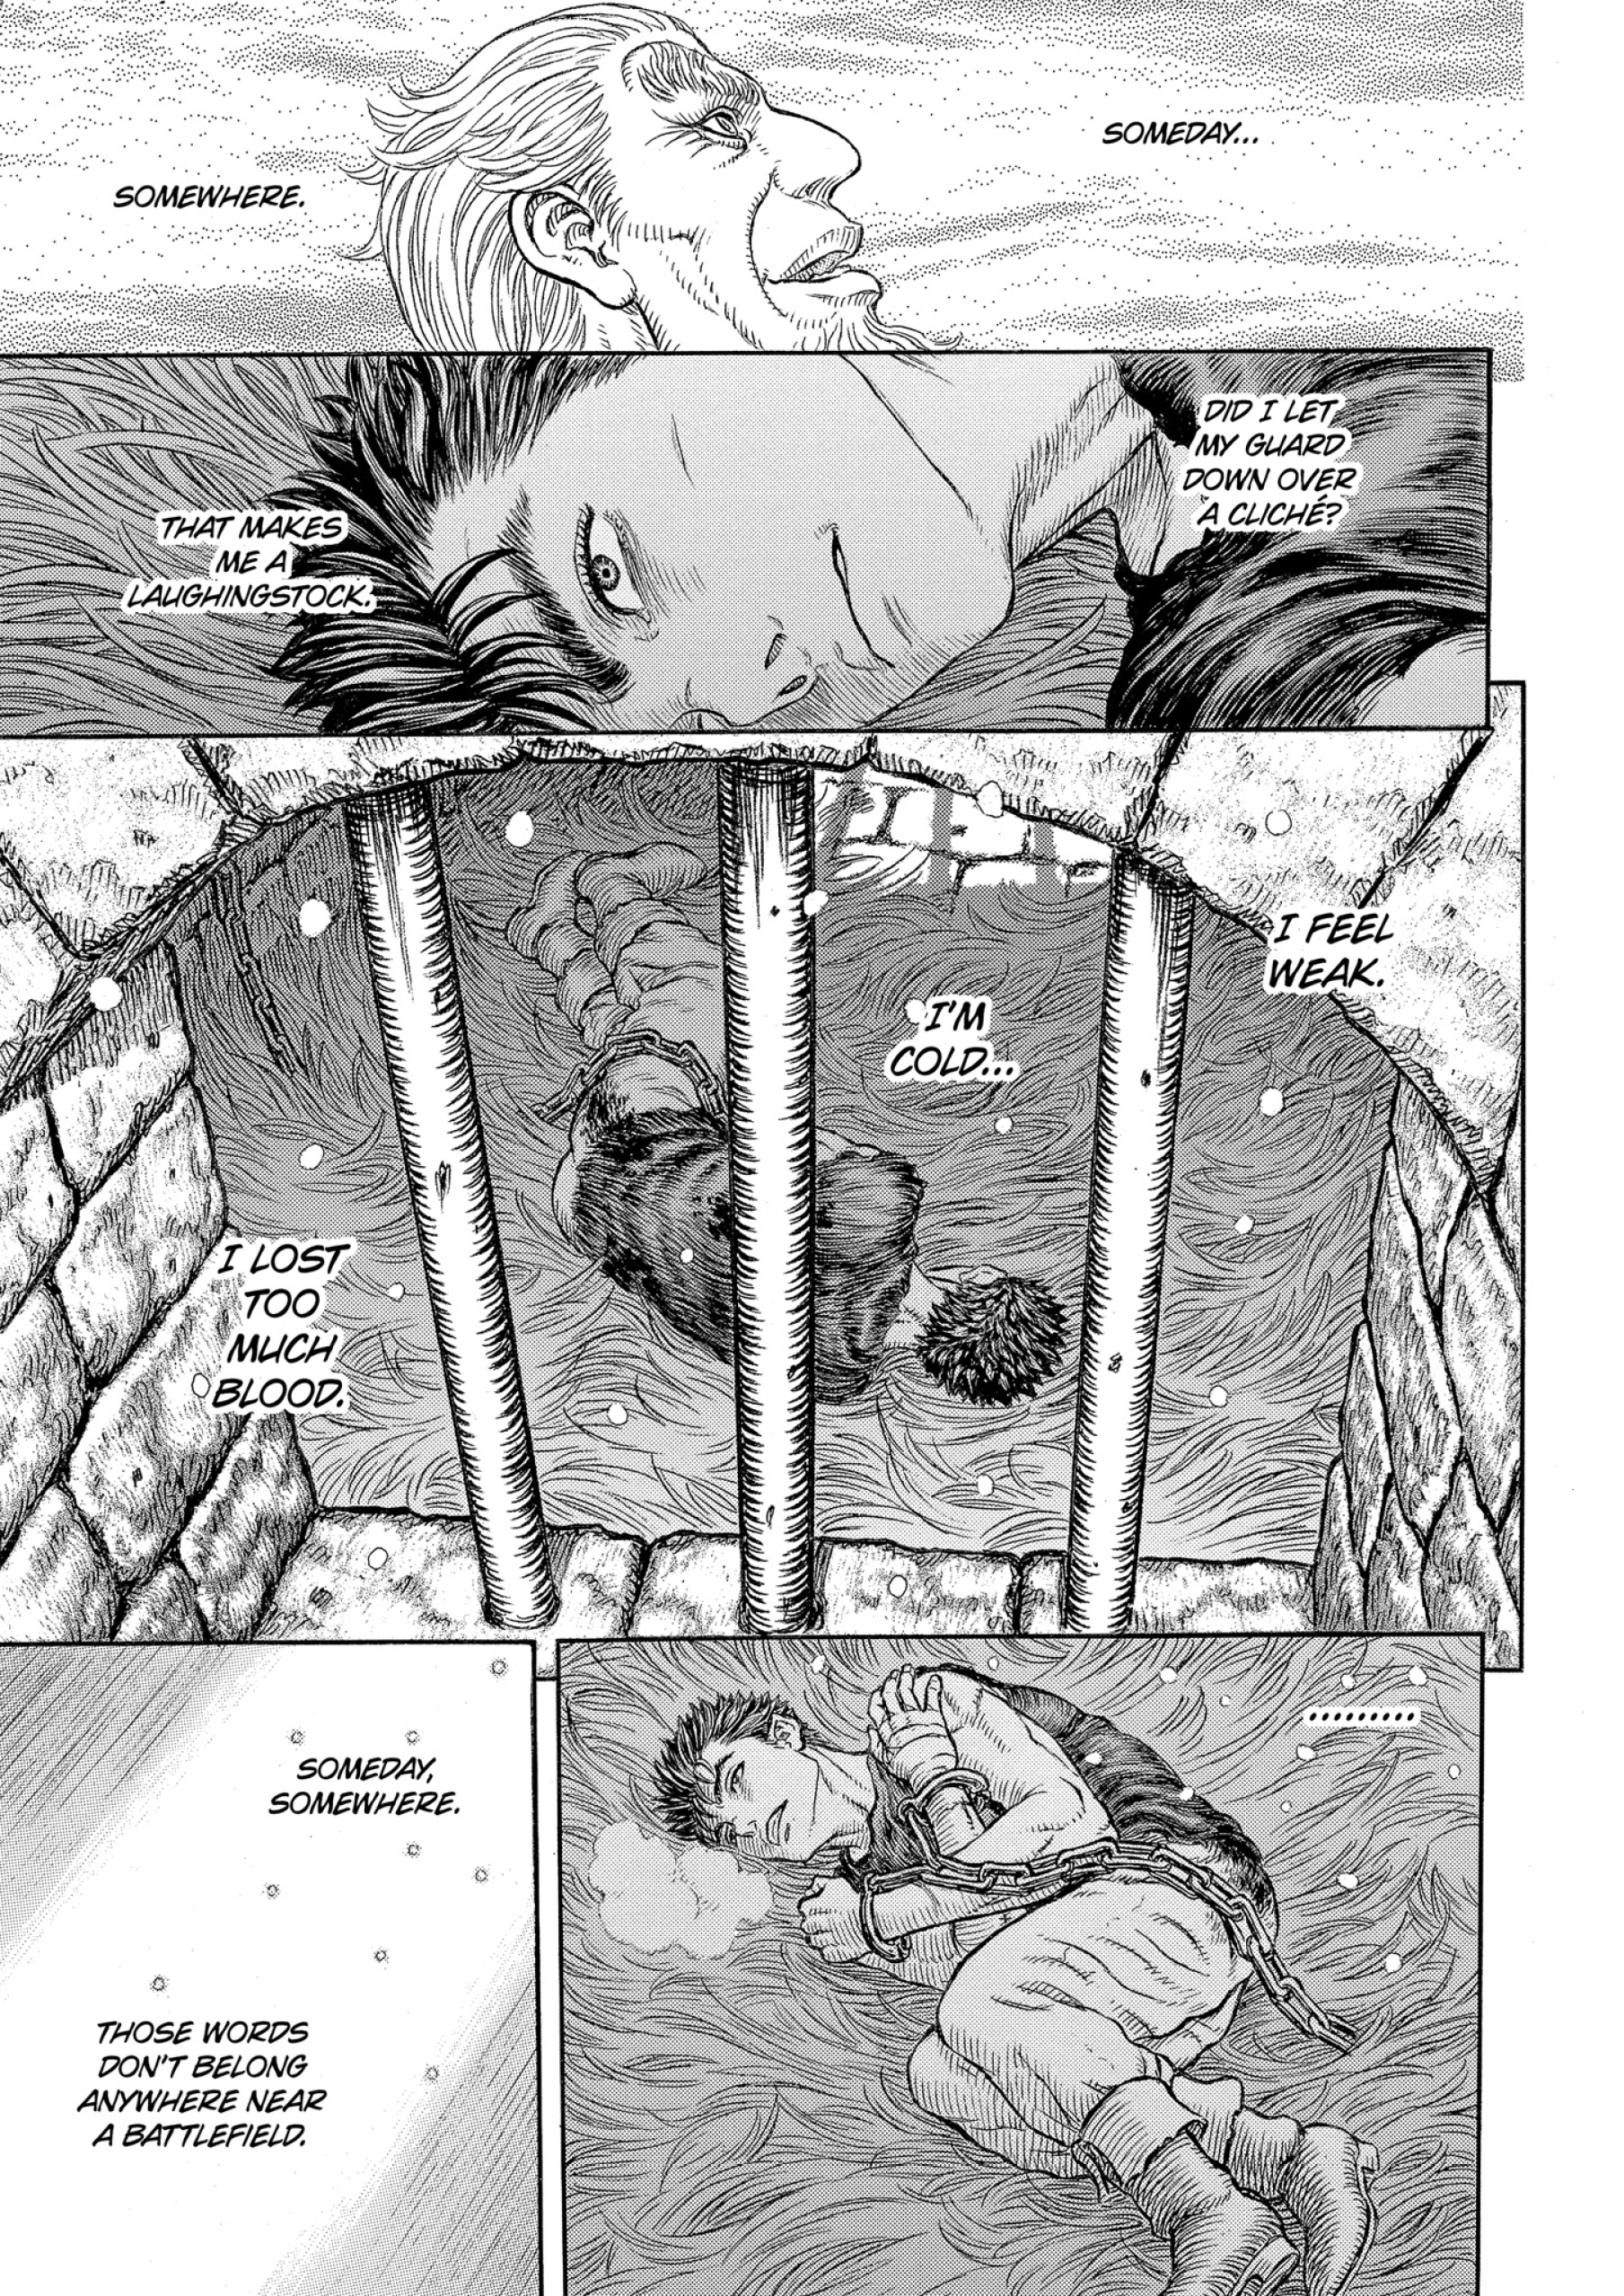 SOMEDAY...
SOMEWHERE.
DID I LET
MY GUARD
DOWN OVER
A CLICHÉ?
THAT MAKES
ME A
LAUGHINGSTOCK.
I FEEL
WEAK.
I'M
COLD...
I LOST
TOO
MUCH
BLOOD.
.........
SOMEDAY,
SOMEWHERE.
THOSE WORDS
DON'T BELONG
ANYWHERE NEAR
A BATTLEFIELD.